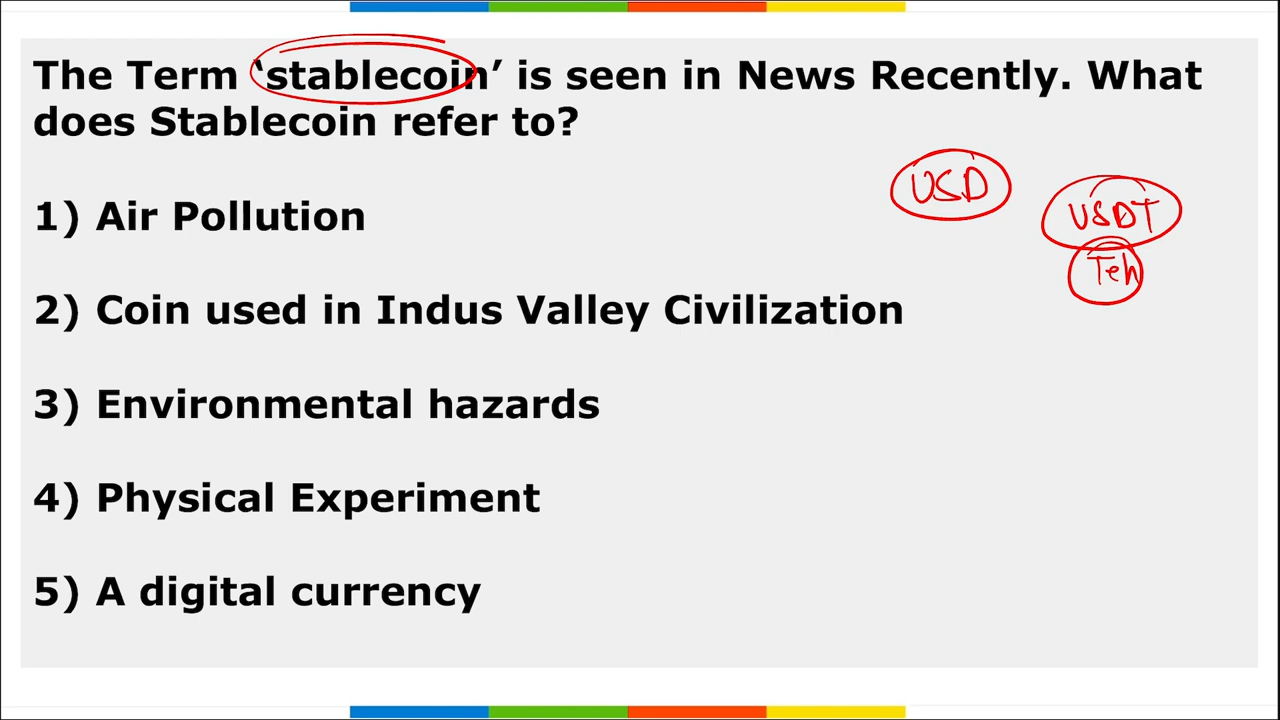 The Term ‘stablecoin’ is seen in News Recently. What
does Stablecoin refer to?
USD
USDT
Teh
1) Air Pollution
2) Coin used in Indus Valley Civilization
3) Environmental hazards
4) Physical Experiment
5) A digital currency